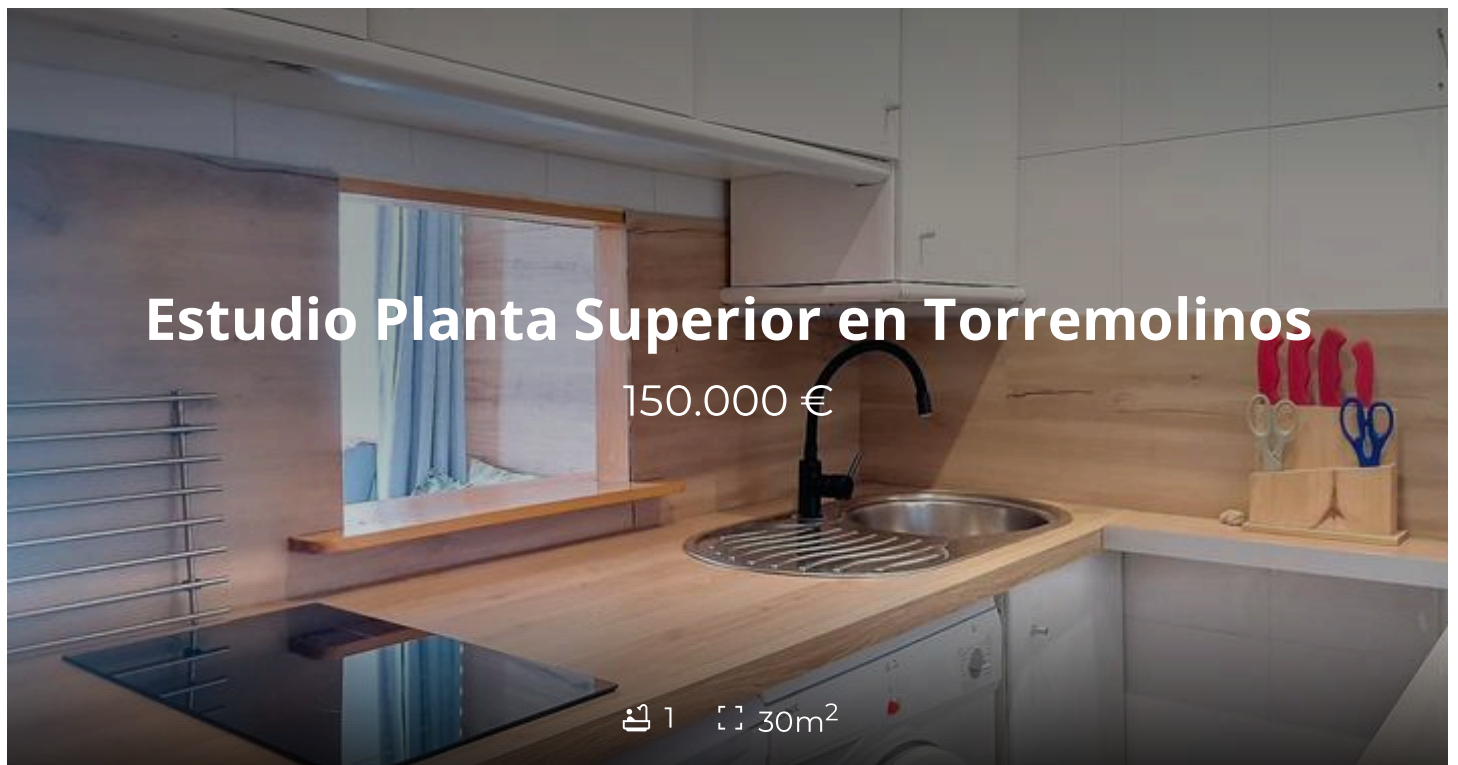 Estudio Planta Superior en Torremolinos
150.000 €
1 30m²